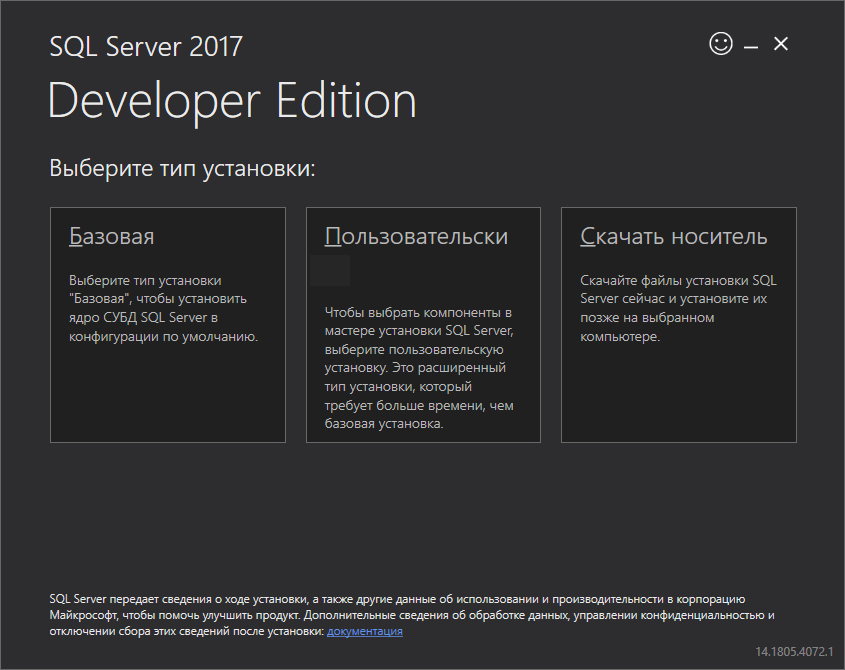 SQL Server 2017
Developer Edition
Выберите тип установки:
Базовая
Выберите тип установки
"Базовая", чтобы установить
ядро СУБД SQL Server в
конфигурации по умолчанию.
Пользовательски
Чтобы выбрать компоненты в
мастере установки SQL Server,
выберите пользовательскую
установку. Это расширенный
тип установки, который
требует больше времени, чем
базовая установка.
Скачать носитель
Скачайте файлы установки SQL
Server сейчас и установите их
позже на выбранном
компьютере.
SQL Server передает сведения о ходе установки, а также другие данные об использовании и производительности в корпорацию
Майкрософт, чтобы помочь улучшить продукт. Дополнительные сведения об обработке данных, управлении конфиденциальностью и
отключении сбора этих сведений после установки: документация
14.1805.4072.1